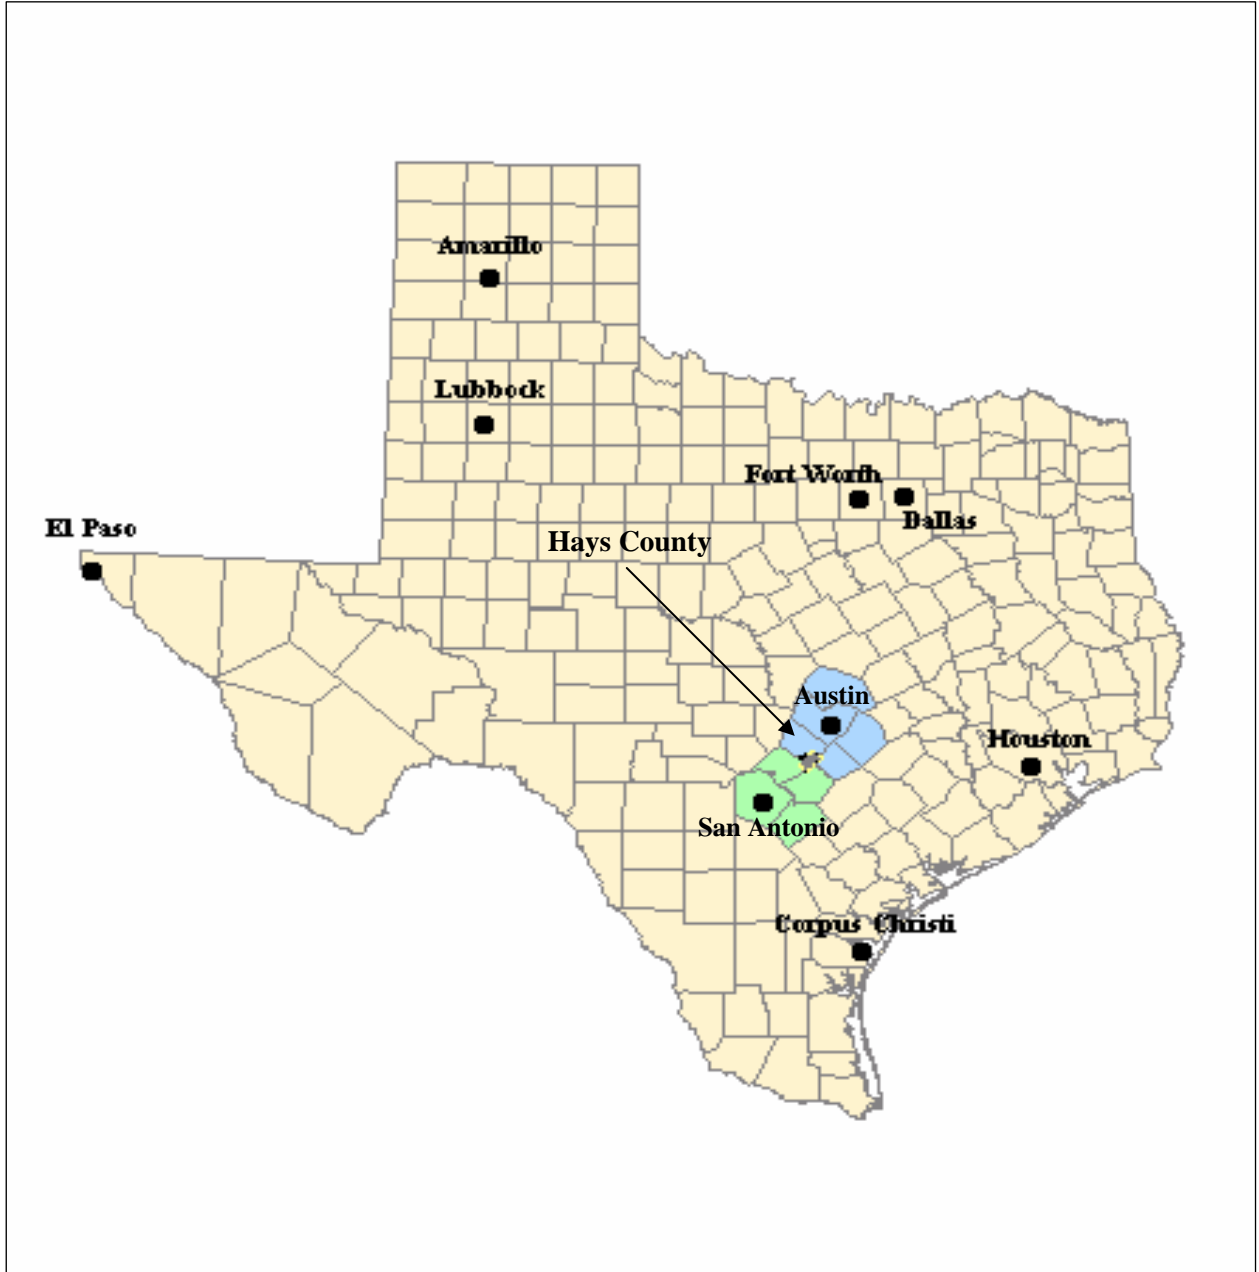 Amarillo
Lubbock
Fort Worth
Dallas
El Paso
Hays County
Austin
Houston
San Antonio
Corpus Christi